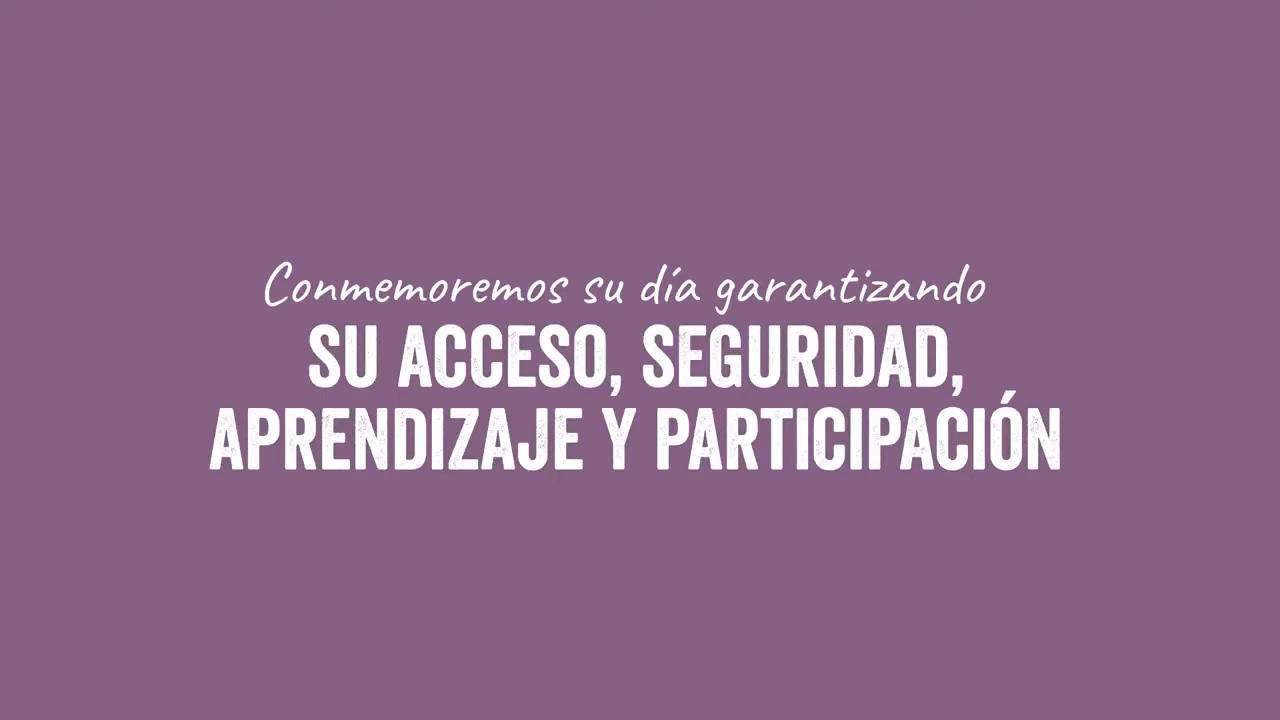 Conmemoremos su día garantizando
SU ACCESO, SEGURIDAD,
APRENDIZAJE Y PARTICIPACIÓN